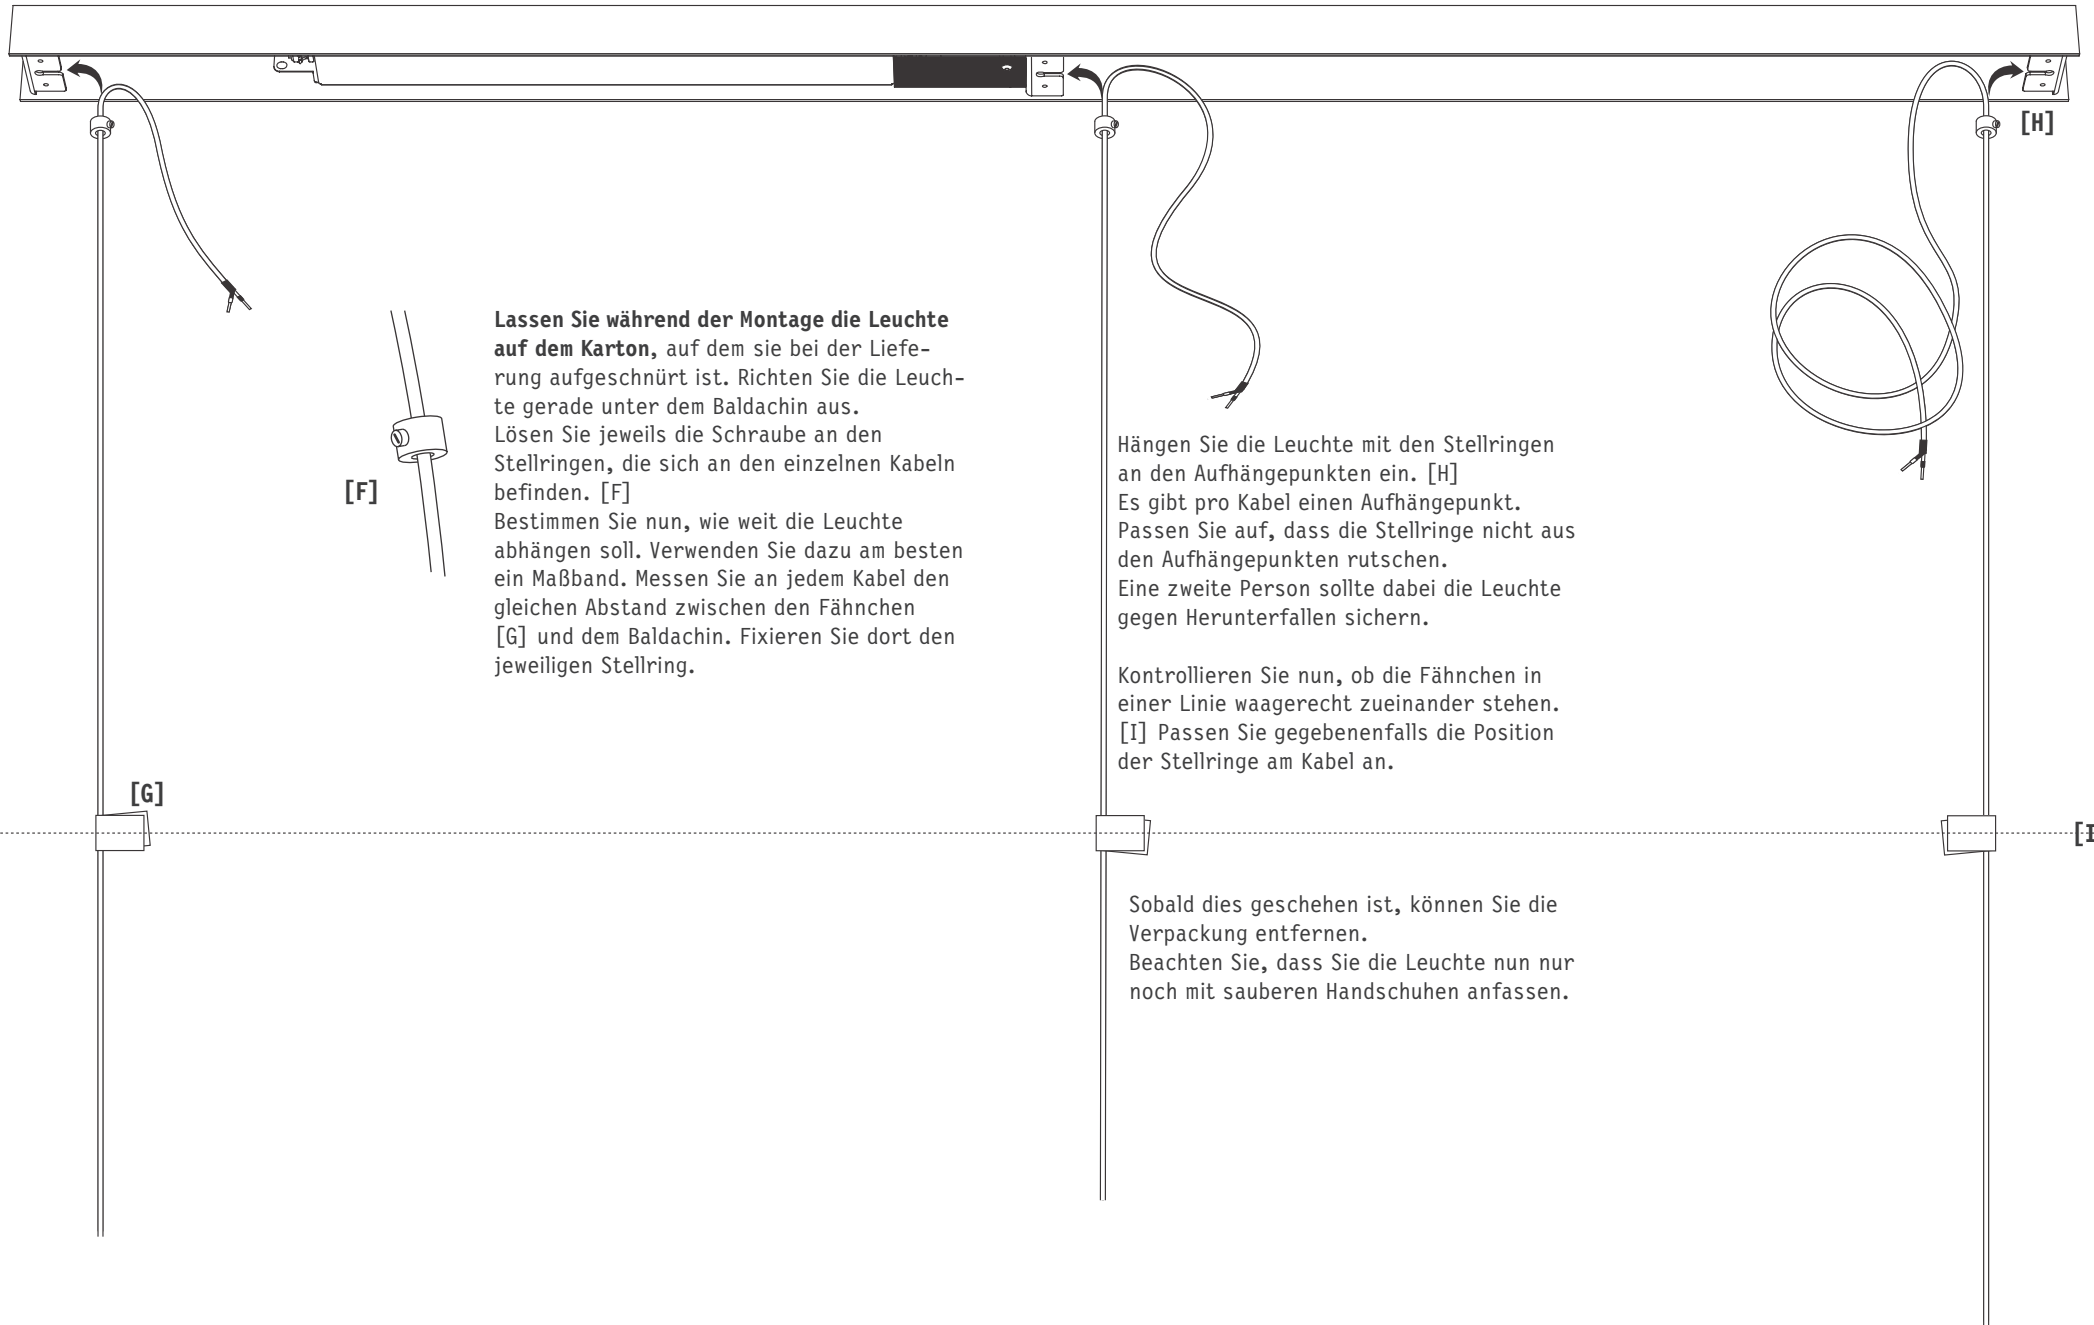 [H]
Lassen Sie während der Montage die Leuchte
auf dem Karton, auf dem sie bei der Liefe-
rung aufgeschnürt ist. Richten Sie die Leuch-
te gerade unter dem Baldachin aus.
Lösen Sie jeweils die Schraube an den
Stellringen, die sich an den einzelnen Kabeln
befinden. [F]
Bestimmen Sie nun, wie weit die Leuchte
abhängen soll. Verwenden Sie dazu am besten
ein Maßband. Messen Sie an jedem Kabel den
gleichen Abstand zwischen den Fähnchen
[G] und dem Baldachin. Fixieren Sie dort den
jeweiligen Stellring.
[F]
Hängen Sie die Leuchte mit den Stellringen
an den Aufhängepunkten ein. [H]
Es gibt pro Kabel einen Aufhängepunkt.
Passen Sie auf, dass die Stellringe nicht aus
den Aufhängepunkten rutschen.
Eine zweite Person sollte dabei die Leuchte
gegen Herunterfallen sichern.
Kontrollieren Sie nun, ob die Fähnchen in
einer Linie waagerecht zueinander stehen.
[I] Passen Sie gegebenenfalls die Position
der Stellringe am Kabel an.
[G]
[I
Sobald dies geschehen ist, können Sie die
Verpackung entfernen.
Beachten Sie, dass Sie die Leuchte nun nur
noch mit sauberen Handschuhen anfassen.